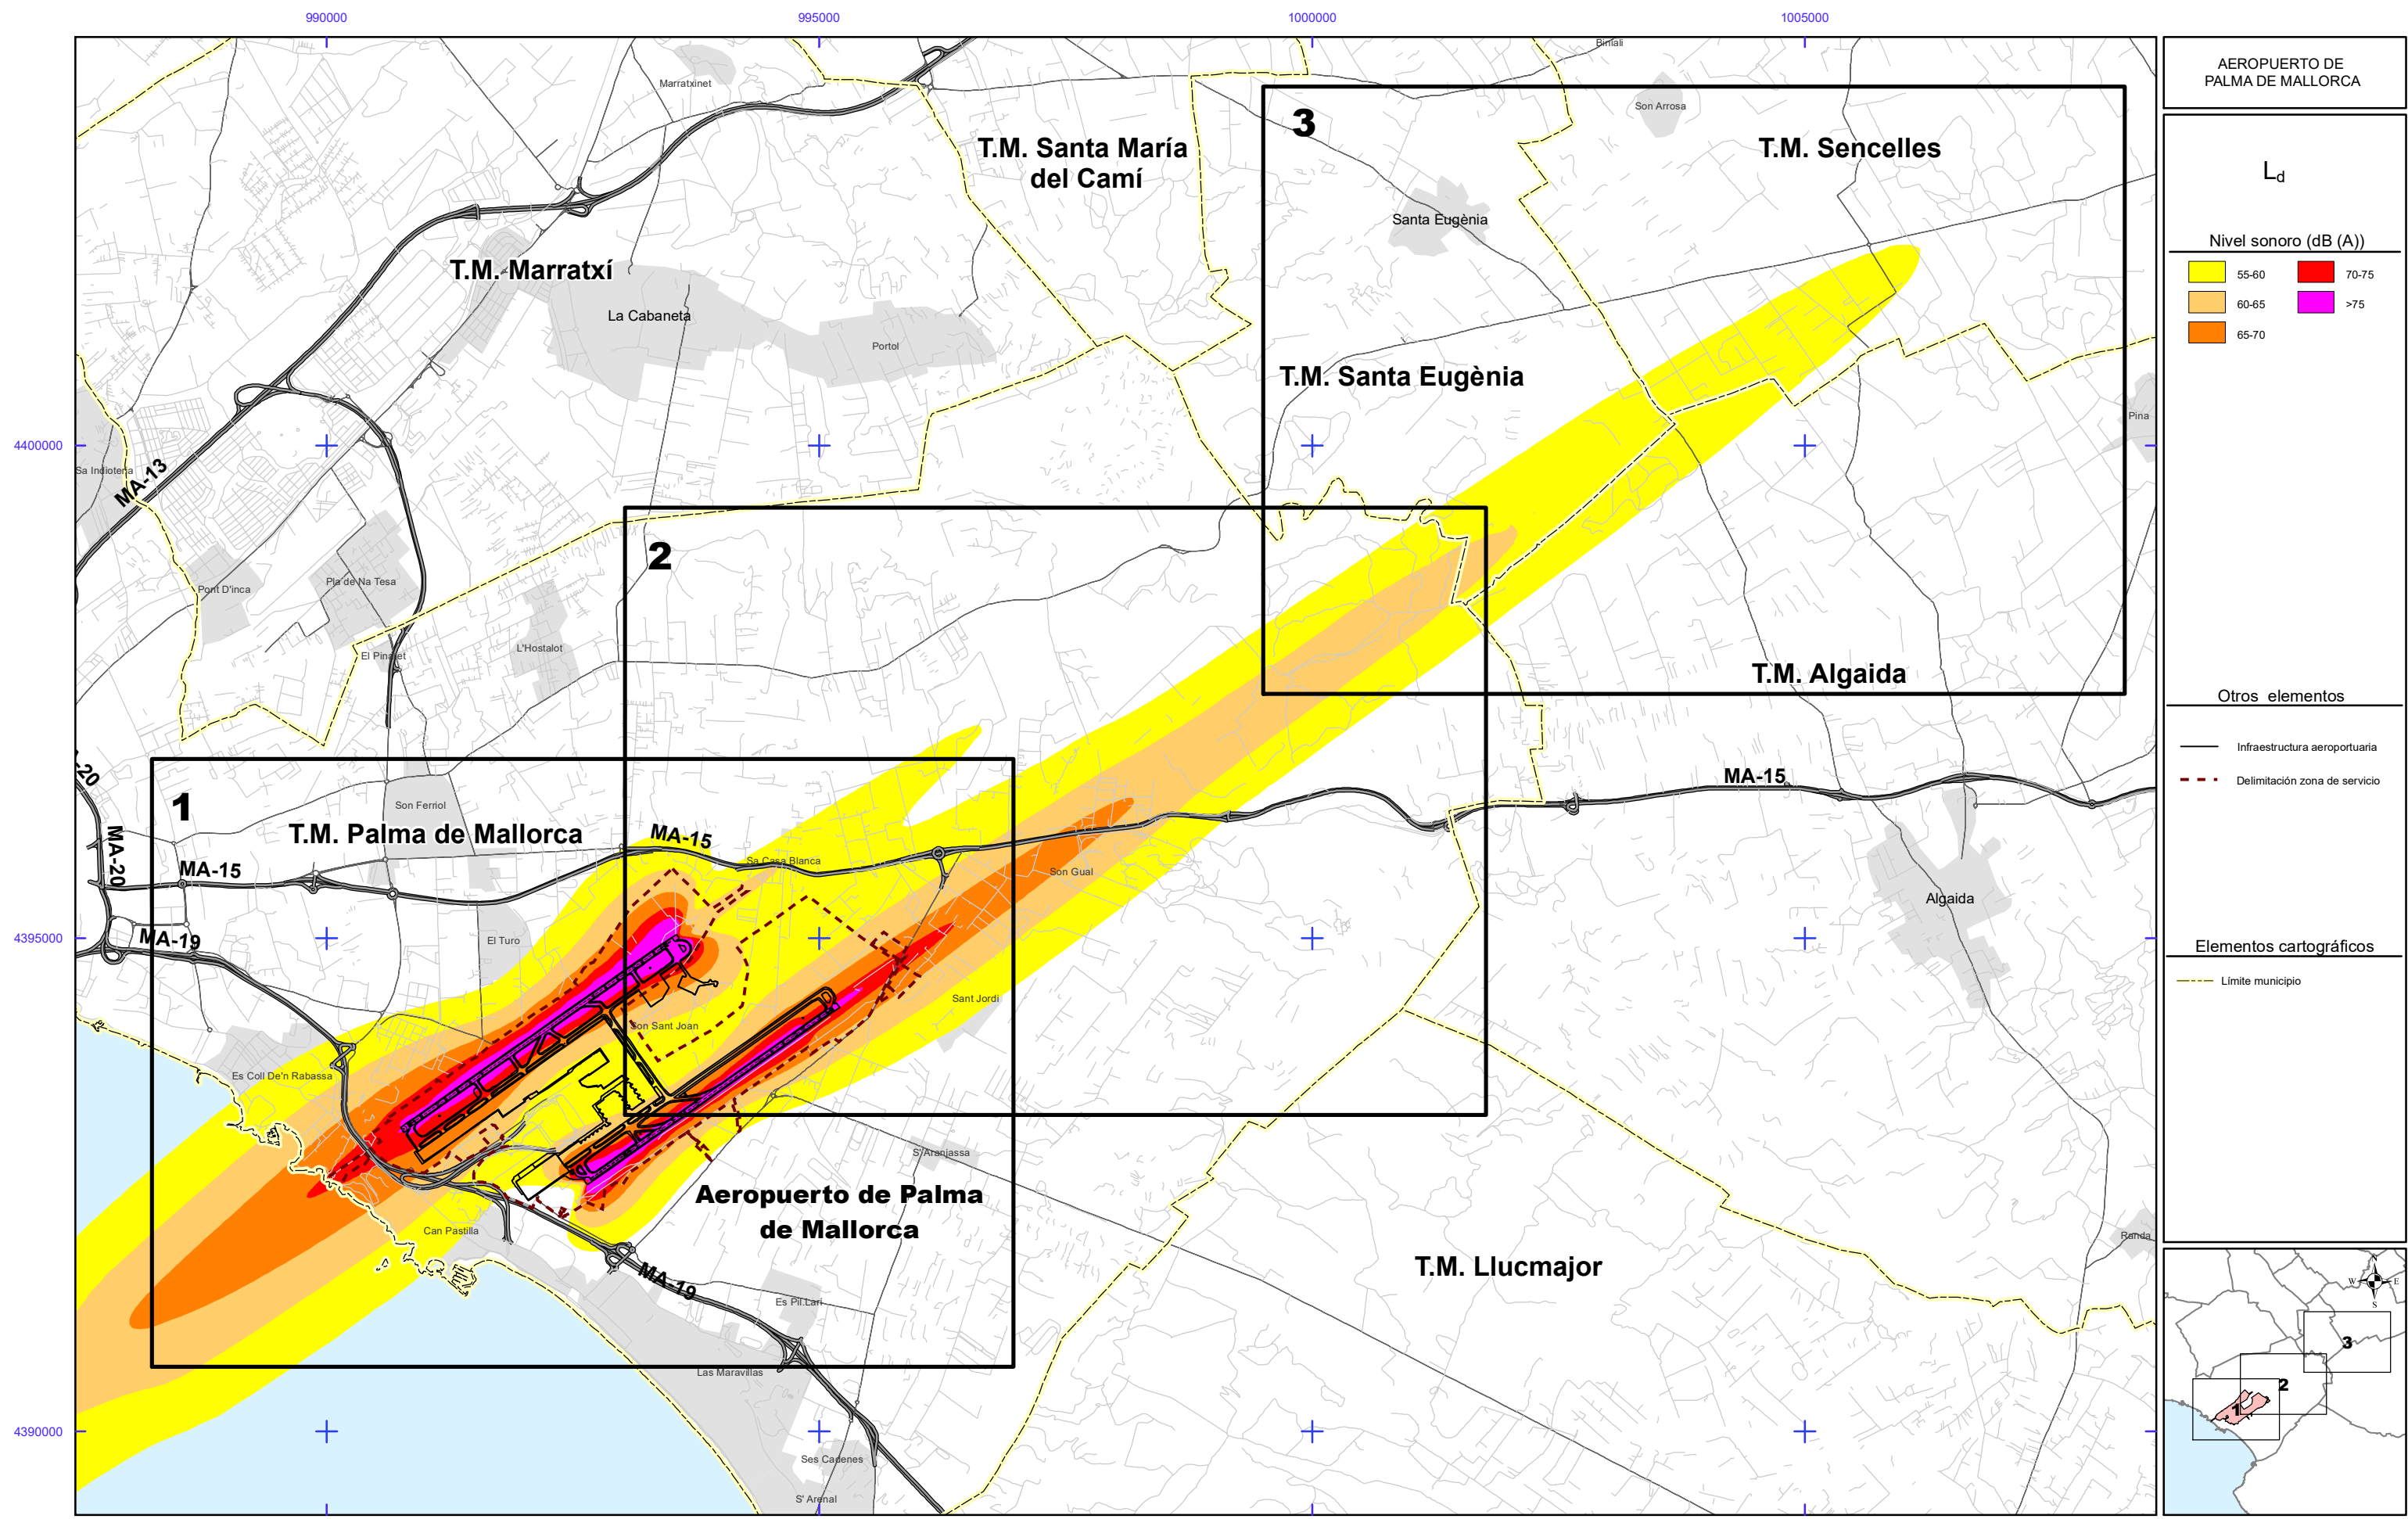 990000
995000
1000000
1005000
4400000
4395000
4390000
Biniali
Marratxinet
Son Arrosa
3
T.M. Santa María
del Camí
T.M. Sencelles
Santa Eugènia
T.M. Marratxí
La Cabaneta
Portol
T.M. Santa Eugènia
Pina
Sa Indioteria
MA-13
2
Pont D'inca
Pla de Na Tesa
El Pinaret
L'Hostalot
T.M. Algaida
-20
MA-15
1
Son Ferriol
T.M. Palma de Mallorca
MA-15
MA-20
MA-15
Sa Casa Blanca
Son Gual
Algaida
MA-19
El Turo
Sant Jordi
Son Sant Joan
Es Coll De'n Rabassa
S'Aranjassa
Aeropuerto de Palma
de Mallorca
Can Pastilla
Randa
T.M. Llucmajor
MA-19
Es Pil.Lari
Las Maravillas
Ses Cadenes
S' Arenal
AEROPUERTO DE
PALMA DE MALLORCA
Ld
Nivel sonoro (dB (A))
55-60
70-75
60-65
>75
65-70
Otros elementos
Infraestructura aeroportuaria
Delimitación zona de servicio
Elementos cartográficos
Límite municipio
N
W
E
S
3
2
1